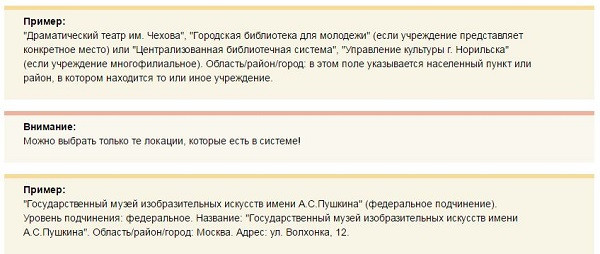 Пример:
"Драматический театр им. Чехова", "Городская библиотека для молодежи" (если учреждение представляет
конкретное место) или "Централизованная библиотечная система", "Управление культуры г. Норильска"
(если учреждение многофилиальное). Область/район/город: в этом поле указывается населенный пункт или
район, в котором находится то или иное учреждение.
Внимание:
Можно выбрать только те локации, которые есть в системе!
Пример:
"Государственный музей изобразительных искусств имени А.С.Пушкина" (федеральное подчинение).
Уровень подчинения: федеральное. Название: "Государственный музей изобразительных искусств имени
А.С.Пушкина". Область/район/город: Москва. Адрес: ул. Волхонка, 12.